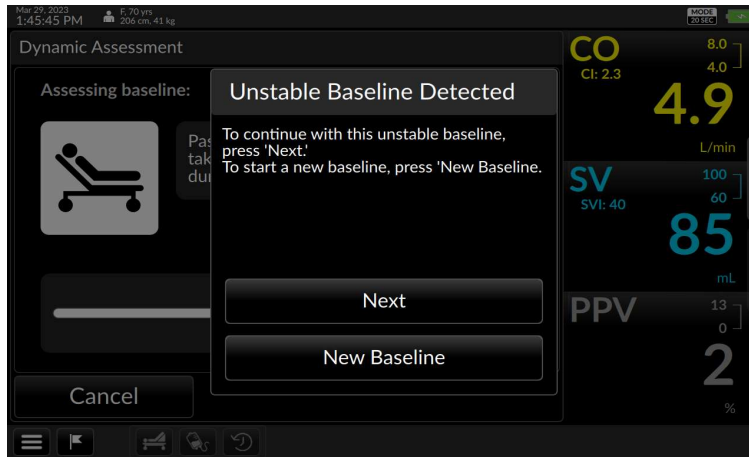 Mar 29, 2023
1:45:45 PM
F, 70 yrs
206 cm, 41 kg
MODE
20 SEC
Dynamic Assessment
Assessing baseline:
Unstable Baseline Detected
To continue with this unstable baseline,
press 'Next.'
To start a new baseline, press 'New Baseline.
Next
New Baseline
Cancel
CO
CI: 2.3
8.0
4.0
4.9
L/min
SV
SVI: 40
100
60
85
mL
PPV
13
0
2
%